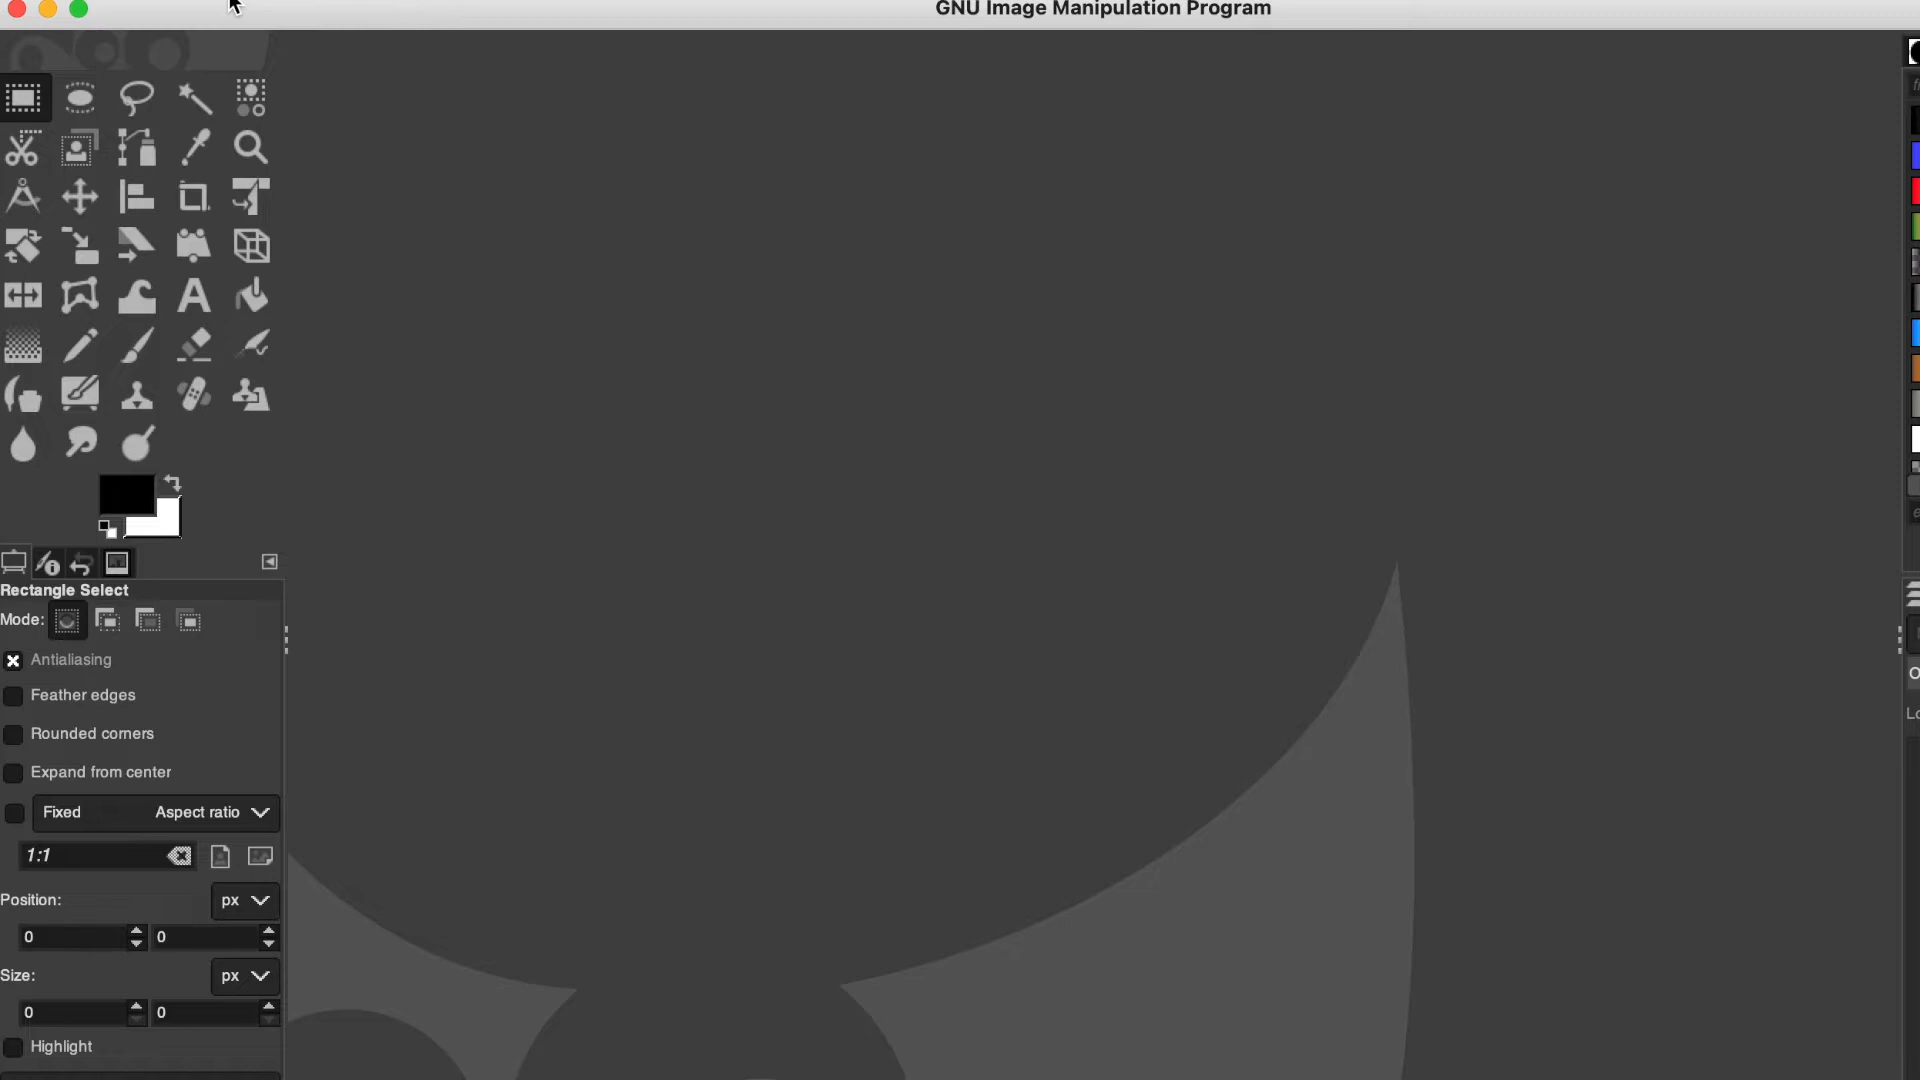 GNU Image Manipulation Program
Rectangle Select
Mode:
Antialiasing
Feather edges
Rounded corners
Expand from center
Fixed Aspect ratio
1:1
Position: px
0 0
Size: px
0 0
Highlight